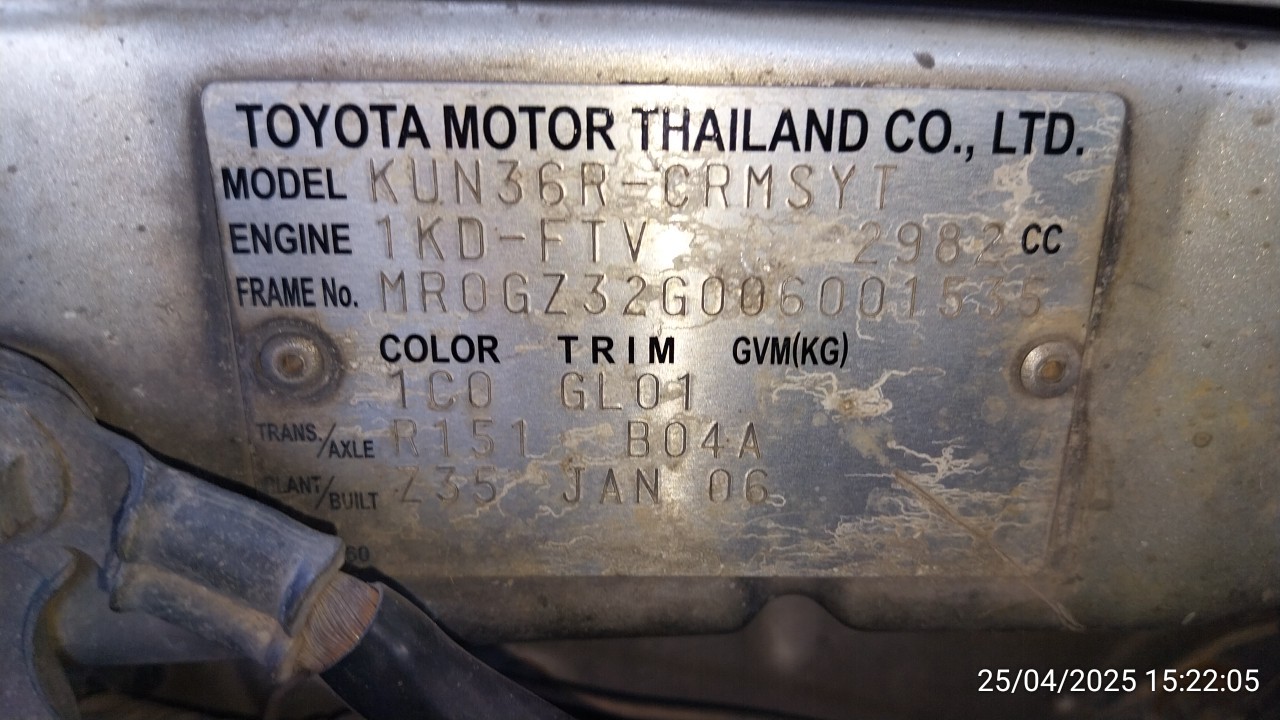 TOYOTA MOTOR THAILAND CO., LTD.
MODEL KUN36R-CRMSYT
ENGINE 1KD-FTV 2982 CC
FRAME No. MR0GZ32G006001535
COLOR TRIM GVM(KG)
1C0 GL01
TRANS./AXLE R151 B04A
PLANT/BUILT Z35 JAN 06
60
25/04/2025 15:22:05